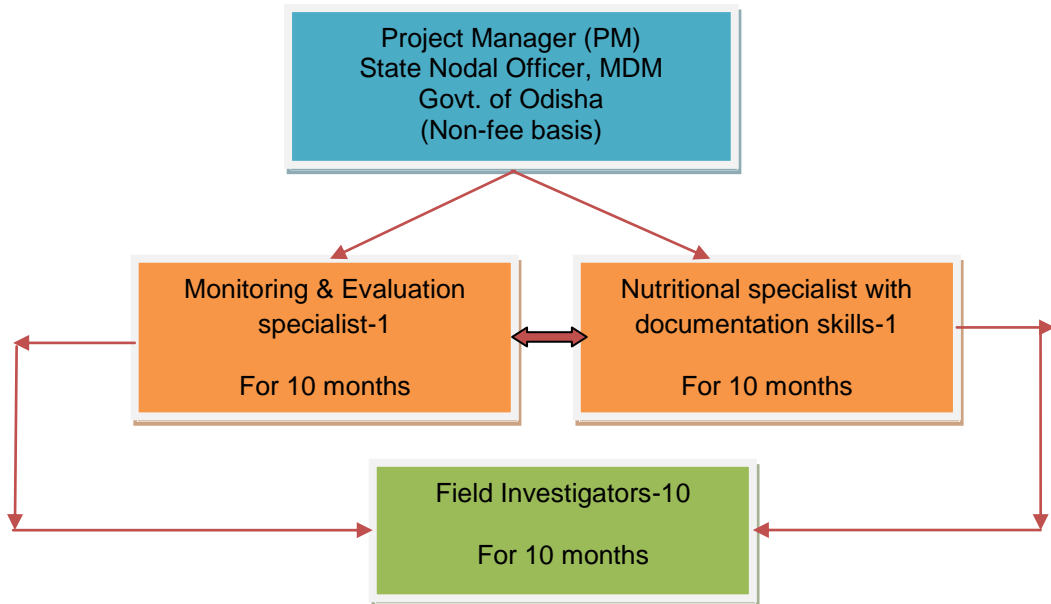 Project Manager (PM)
State Nodal Officer, MDM
Govt. of Odisha
(Non-fee basis)
Monitoring & Evaluation
specialist-1
For 10 months
Nutritional specialist with
documentation skills-1
For 10 months
Field Investigators-10
For 10 months